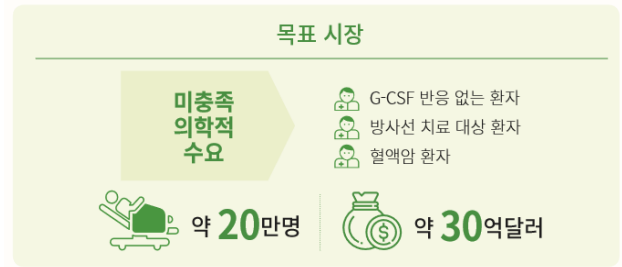 목표 시장
미충족
의학적
수요
G-CSF 반응 없는 환자
방사선 치료 대상 환자
혈액암 환자
약 20만명
약 30억달러